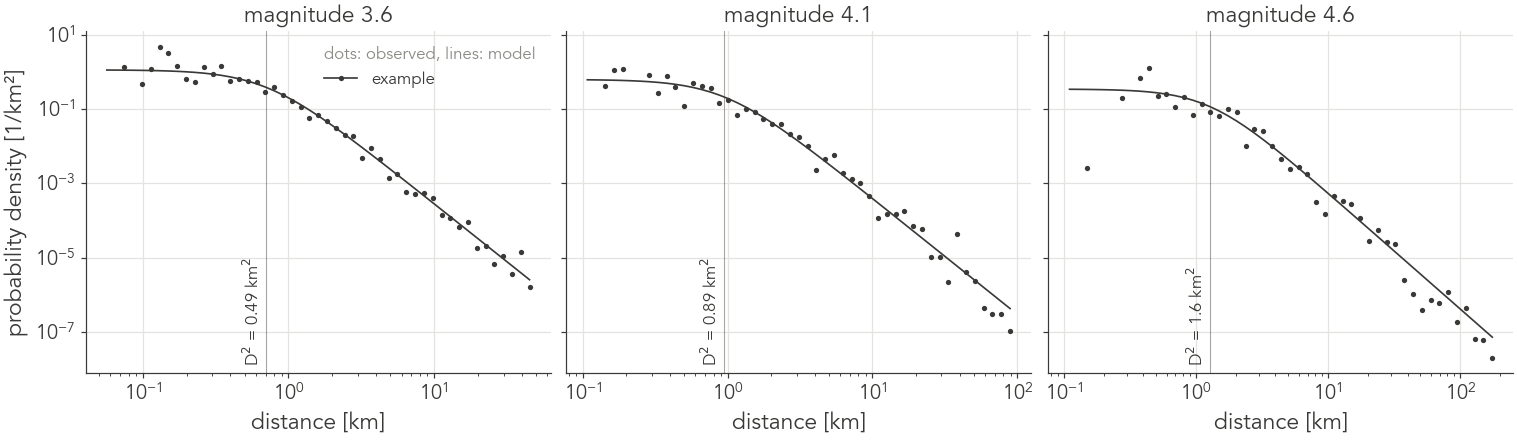 magnitude 3.6
magnitude 4.1
magnitude 4.6
probability density [1/km²]
10¹
10⁻¹
10⁻³
10⁻⁵
10⁻⁷
dots: observed, lines: model
example
D² = 0.49 km²
D² = 0.89 km²
D² = 1.6 km²
10⁻¹ 10⁰ 10¹
10⁻¹ 10⁰ 10¹ 10²
10⁻¹ 10⁰ 10¹ 10²
distance [km]
distance [km]
distance [km]